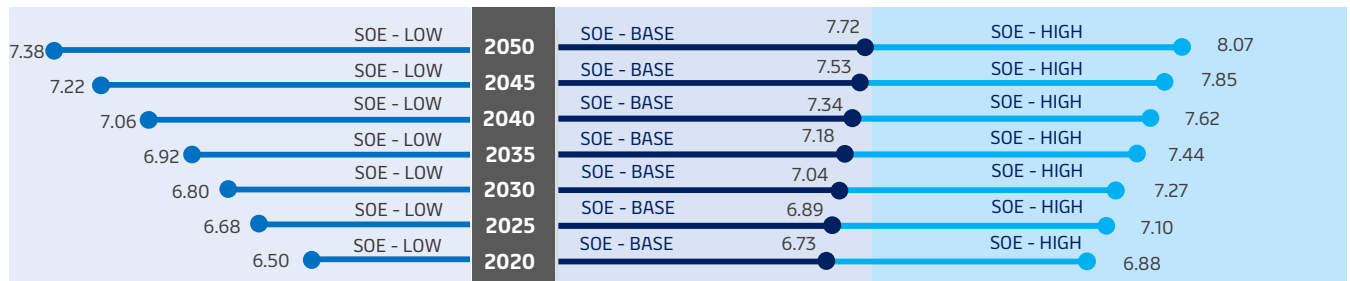 7.38 SOE - LOW 2050 SOE - BASE 7.72 SOE - HIGH 8.07
7.22 SOE - LOW 2045 SOE - BASE 7.53 SOE - HIGH 7.85
7.06 SOE - LOW 2040 SOE - BASE 7.34 SOE - HIGH 7.62
6.92 SOE - LOW 2035 SOE - BASE 7.18 SOE - HIGH 7.44
6.80 SOE - LOW 2030 SOE - BASE 7.04 SOE - HIGH 7.27
6.68 SOE - LOW 2025 SOE - BASE 6.89 SOE - HIGH 7.10
6.50 SOE - LOW 2020 SOE - BASE 6.73 SOE - HIGH 6.88